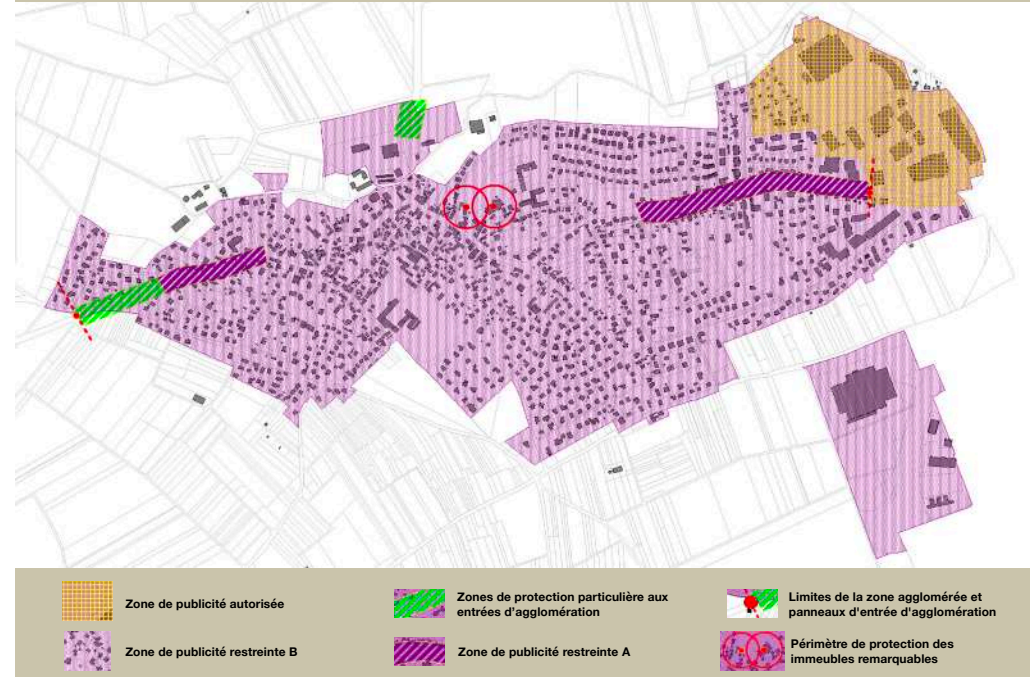 Zone de publicité autorisée
Zones de protection particulière aux
entrées d’agglomération
Limites de la zone agglomérée et
panneaux d'entrée d'agglomération
Zone de publicité restreinte B
Zone de publicité restreinte A
Périmètre de protection des
immeubles remarquables